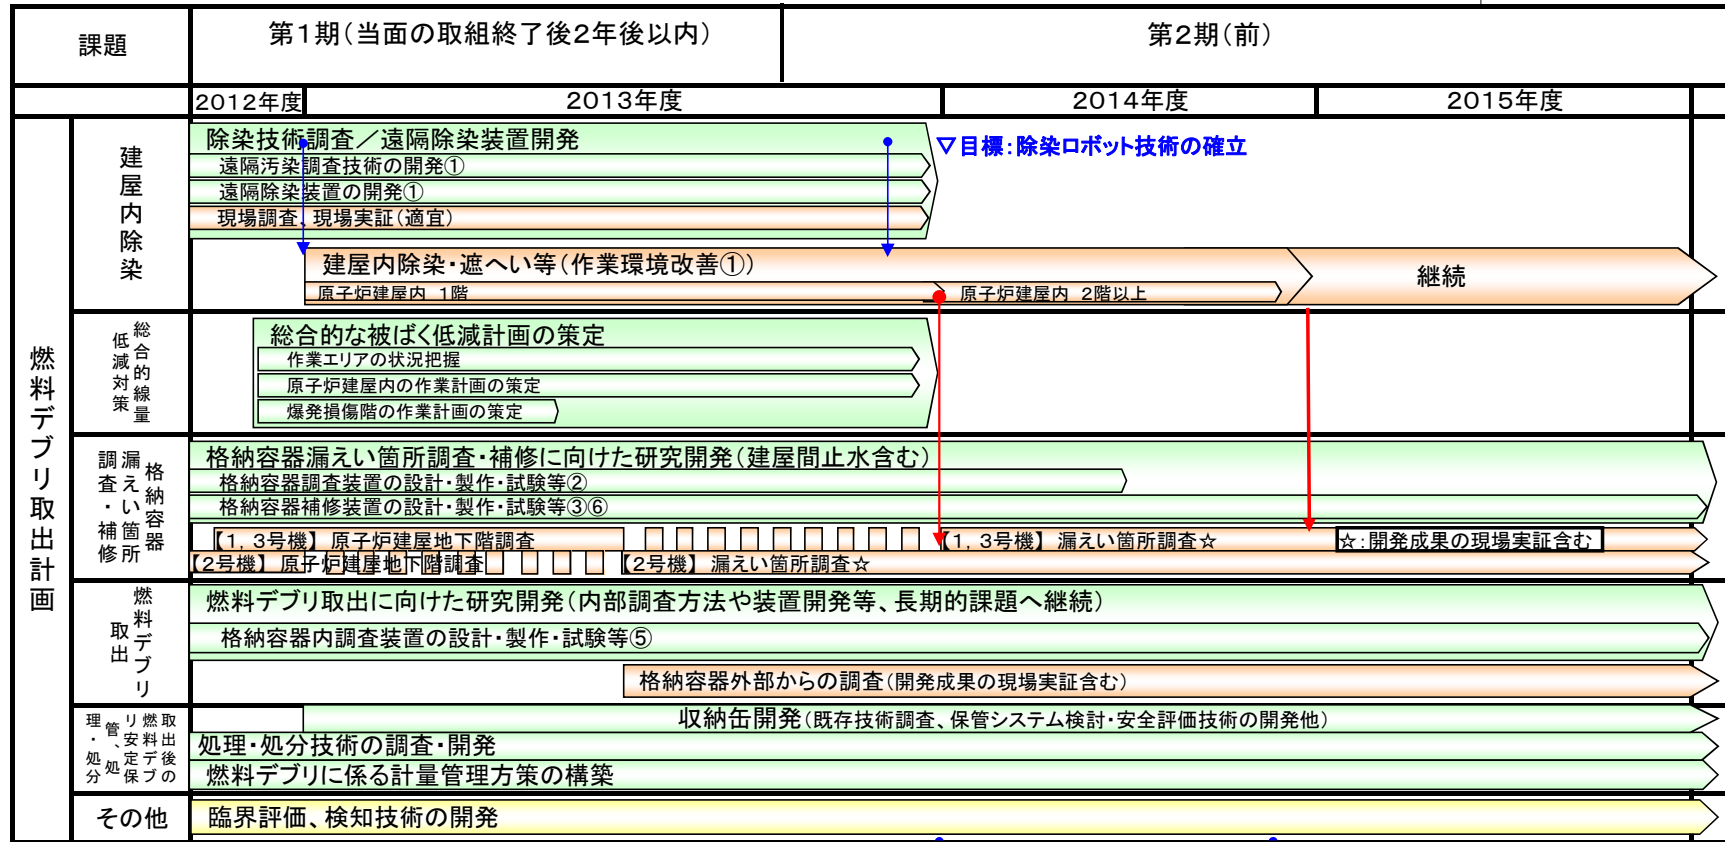 課題
第1期(当面の取組終了後2年後以内)
第2期(前)
2012年度
2013年度
2014年度
2015年度
燃料デブリ取出計画
建屋内除染
除染技術調査/遠隔除染装置開発
▽目標:除染ロボット技術の確立
遠隔汚染調査技術の開発①
遠隔除染装置の開発①
現場調査、現場実証(適宜)
建屋内除染・遮へい等(作業環境改善①)
継続
原子炉建屋内 1階
原子炉建屋内 2階以上
総合的線量
低減対策
総合的な被ばく低減計画の策定
作業エリアの状況把握
原子炉建屋内の作業計画の策定
爆発損傷階の作業計画の策定
格納容器
漏えい箇所
調査・補修
格納容器漏えい箇所調査・補修に向けた研究開発(建屋間止水含む)
格納容器調査装置の設計・製作・試験等②
格納容器補修装置の設計・製作・試験等③⑥
【1,3号機】原子炉建屋地下階調査
【1,3号機】漏えい箇所調査☆
☆:開発成果の現場実証含む
【2号機】原子炉建屋地下階調査
【2号機】漏えい箇所調査☆
燃料デブリ
取出
燃料デブリ取出に向けた研究開発(内部調査方法や装置開発等、長期的課題へ継続)
格納容器内調査装置の設計・製作・試験等⑤
格納容器外部からの調査(開発成果の現場実証含む)
取出後の
燃料デブ
リ安定保
管、処
理・処分
収納缶開発(既存技術調査、保管システム検討・安全評価技術の開発他)
処理・処分技術の調査・開発
燃料デブリに係る計量管理方策の構築
その他
臨界評価、検知技術の開発